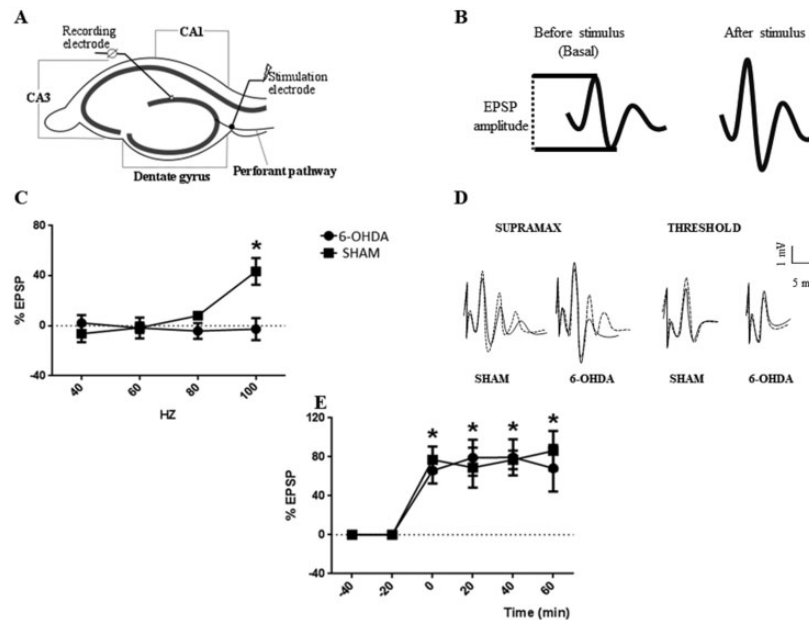 A
Recording
electrode
CA1
Stimulation
electrode
CA3
Dentate gyrus
Perforant pathway
B
Before stimulus
(Basal)
After stimulus
EPSP
amplitude
C
80
40
0
-40
% EPSP
40
60
80
100
HZ
*
6-OHDA
SHAM
D
SUPRAMAX
THRESHOLD
1 mV
5 m
SHAM
6-OHDA
SHAM
6-OHDA
E
120
80
40
0
-40
% EPSP
* * * *
-40
-20
0
20
40
60
Time (min)